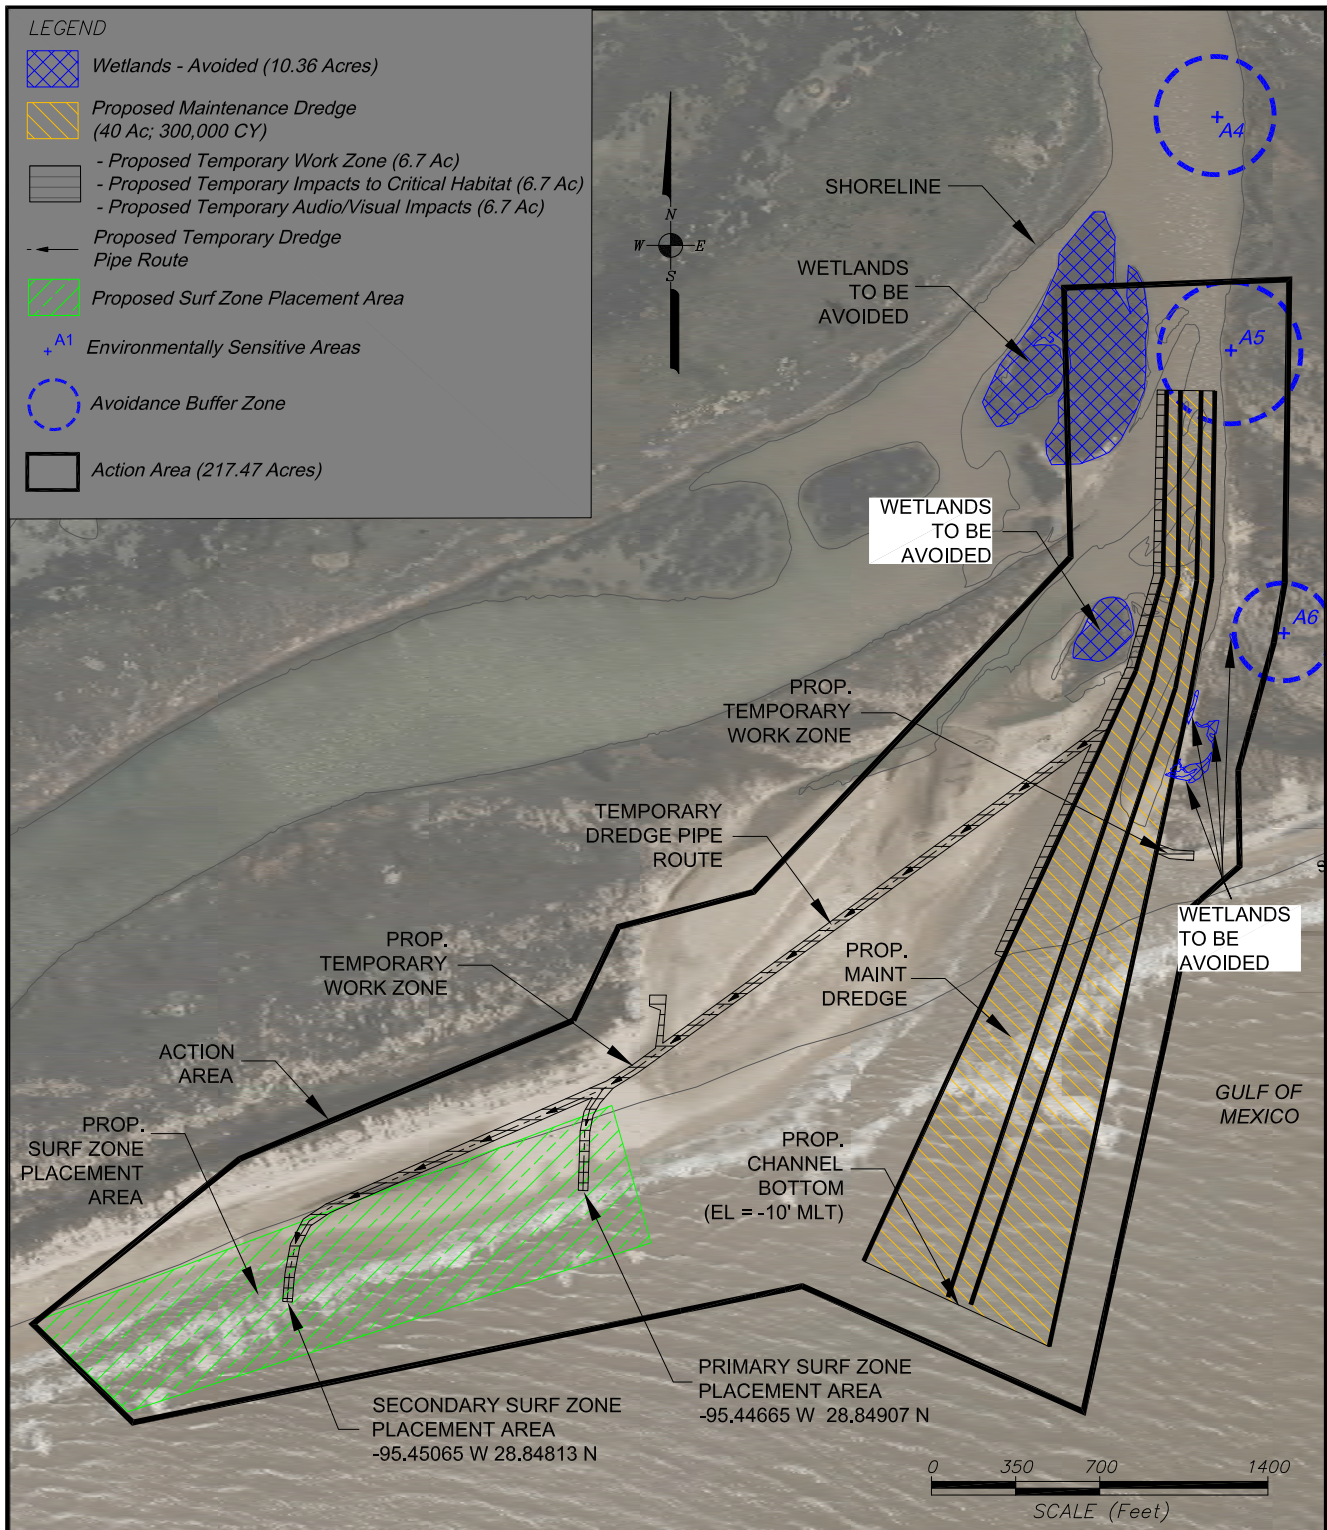 LEGEND
Wetlands - Avoided (10.36 Acres)
Proposed Maintenance Dredge
(40 Ac; 300,000 CY)
- Proposed Temporary Work Zone (6.7 Ac)
- Proposed Temporary Impacts to Critical Habitat (6.7 Ac)
- Proposed Temporary Audio/Visual Impacts (6.7 Ac)
Proposed Temporary Dredge
Pipe Route
Proposed Surf Zone Placement Area
A1
Environmentally Sensitive Areas
Avoidance Buffer Zone
Action Area (217.47 Acres)
N
W
E
S
A4
SHORELINE
WETLANDS
TO BE
AVOIDED
A5
WETLANDS
TO BE
AVOIDED
A6
PROP.
TEMPORARY
WORK ZONE
TEMPORARY
DREDGE PIPE
ROUTE
WETLANDS
TO BE
AVOIDED
PROP.
TEMPORARY
WORK ZONE
PROP.
MAINT
DREDGE
ACTION
AREA
GULF OF
MEXICO
PROP.
SURF ZONE
PLACEMENT
AREA
PROP.
CHANNEL
BOTTOM
(EL = -10' MLT)
PRIMARY SURF ZONE
PLACEMENT AREA
-95.44665 W 28.84907 N
SECONDARY SURF ZONE
PLACEMENT AREA
-95.45065 W 28.84813 N
0 350 700 1400
SCALE (Feet)